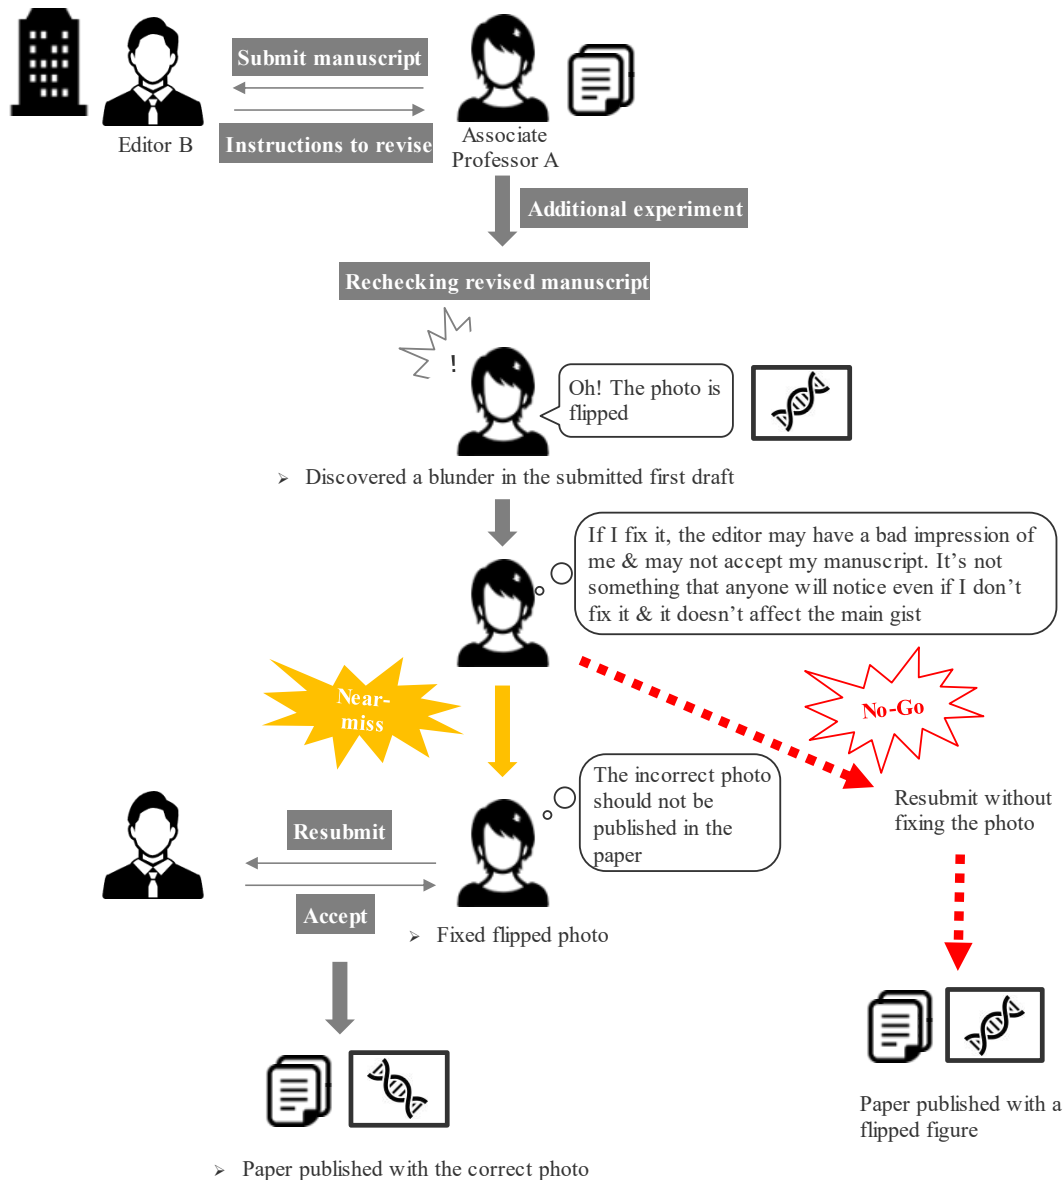 Submit manuscript
Editor B
Instructions to revise
Associate
Professor A
Additional experiment
Rechecking revised manuscript
!
Oh! The photo is
flipped
➢ Discovered a blunder in the submitted first draft
If I fix it, the editor may have a bad impression of
me & may not accept my manuscript. It’s not
something that anyone will notice even if I don’t
fix it & it doesn’t affect the main gist
Near-
miss
No-Go
The incorrect photo
should not be
published in the
paper
Resubmit without
fixing the photo
Resubmit
Accept
➢ Fixed flipped photo
Paper published with a
flipped figure
➢ Paper published with the correct photo